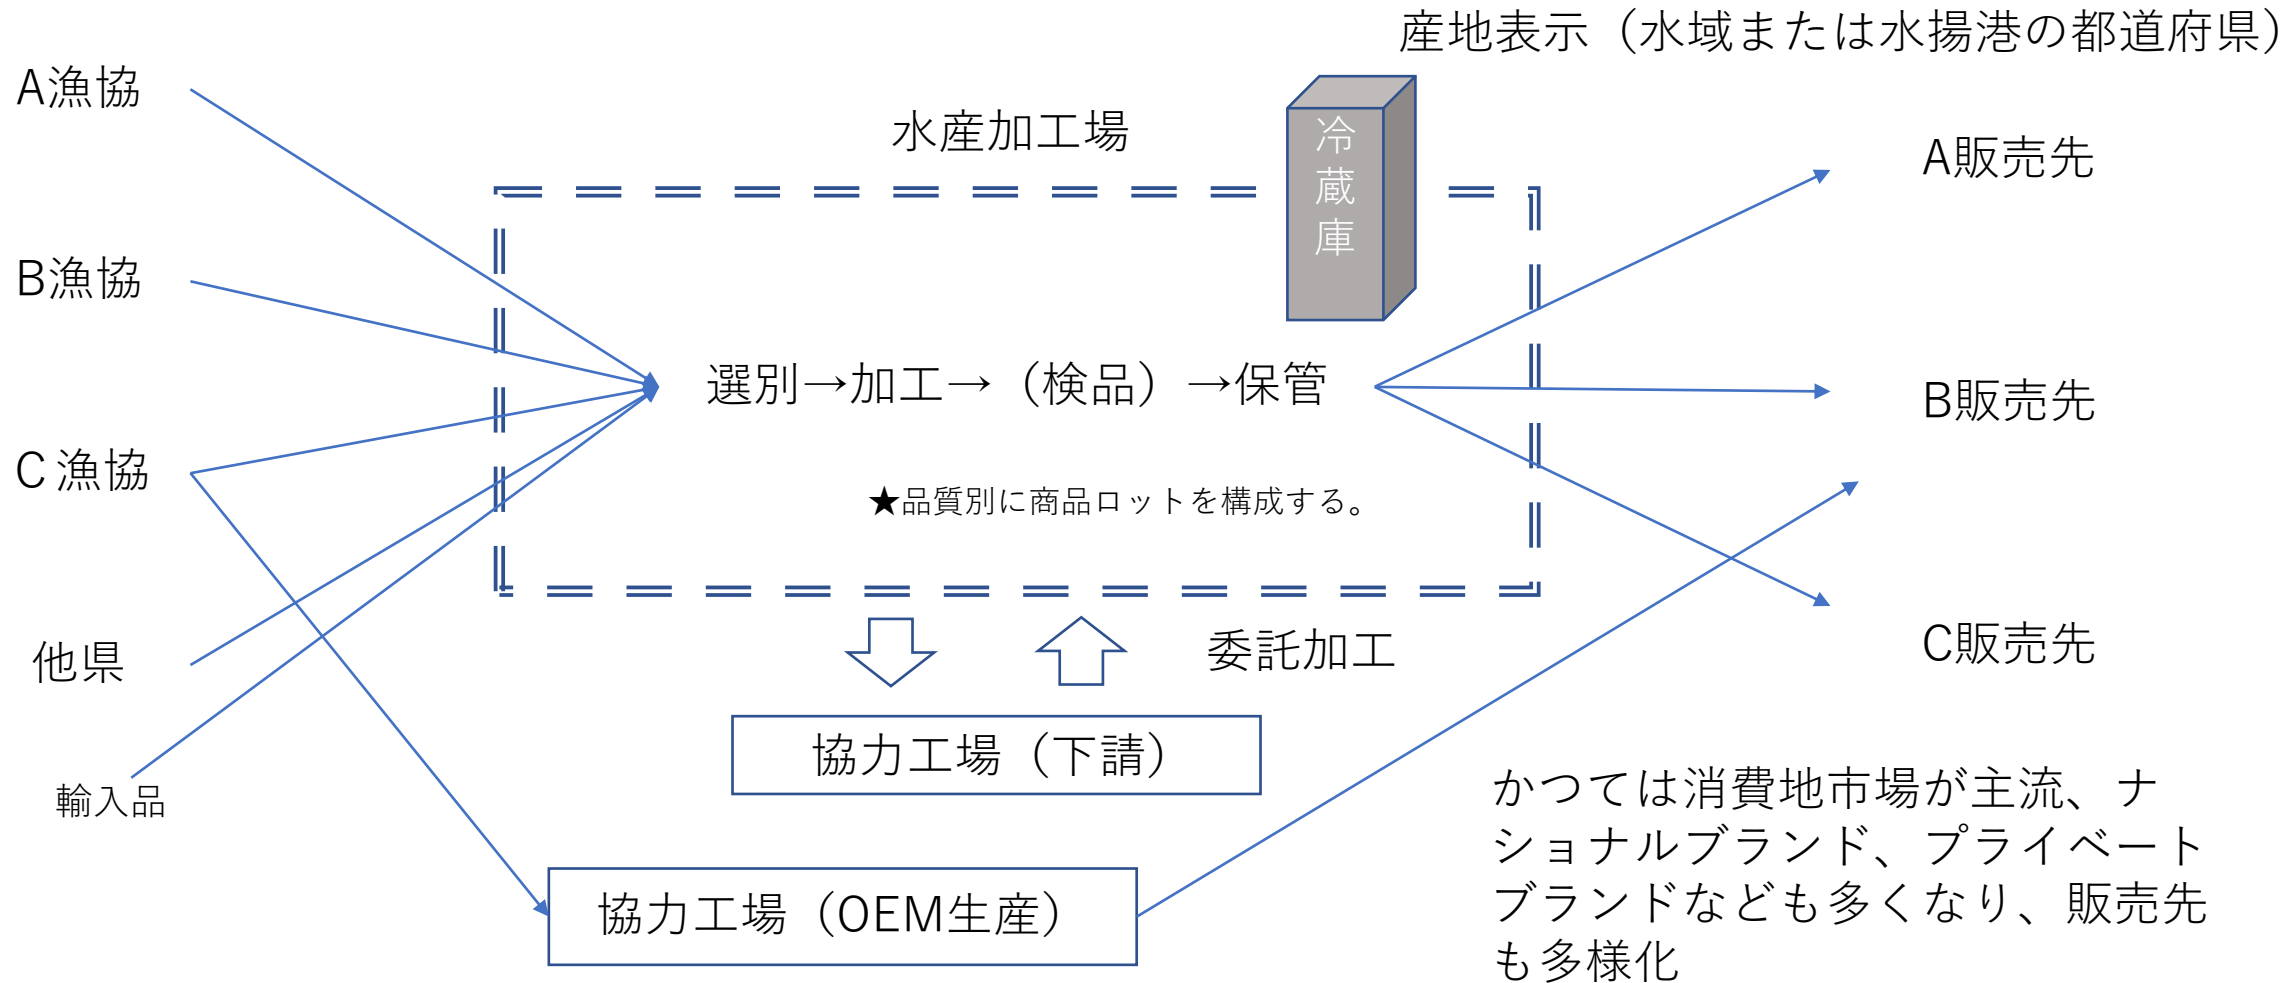 産地表示（水域または水揚港の都道府県）
A漁協
水産加工場
冷蔵庫
A販売先
B漁協
選別→加工→（検品）→保管
B販売先
C漁協
★品質別に商品ロットを構成する。
他県
委託加工
C販売先
協力工場（下請）
輸入品
かつては消費地市場が主流、ナ
ショナルブランド、プライベート
ブランドなども多くなり、販売先
も多様化
協力工場（OEM生産）